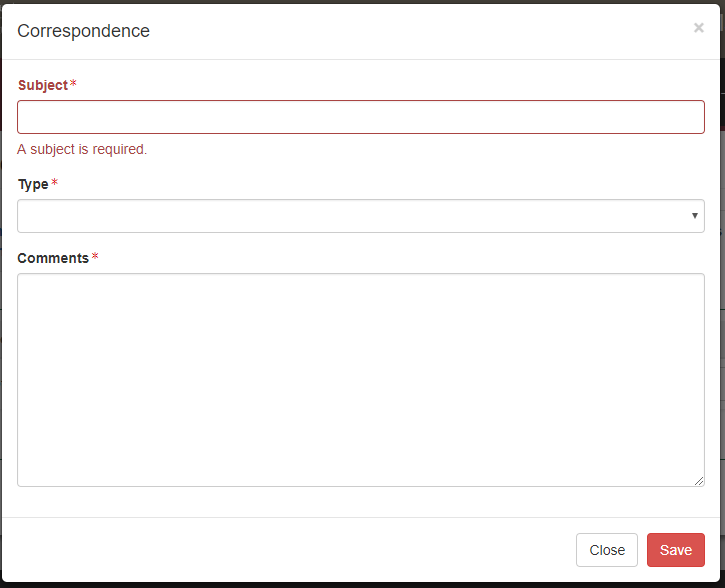 Correspondence ×
Subject*
A subject is required.
Type *
Comments *
Close Save